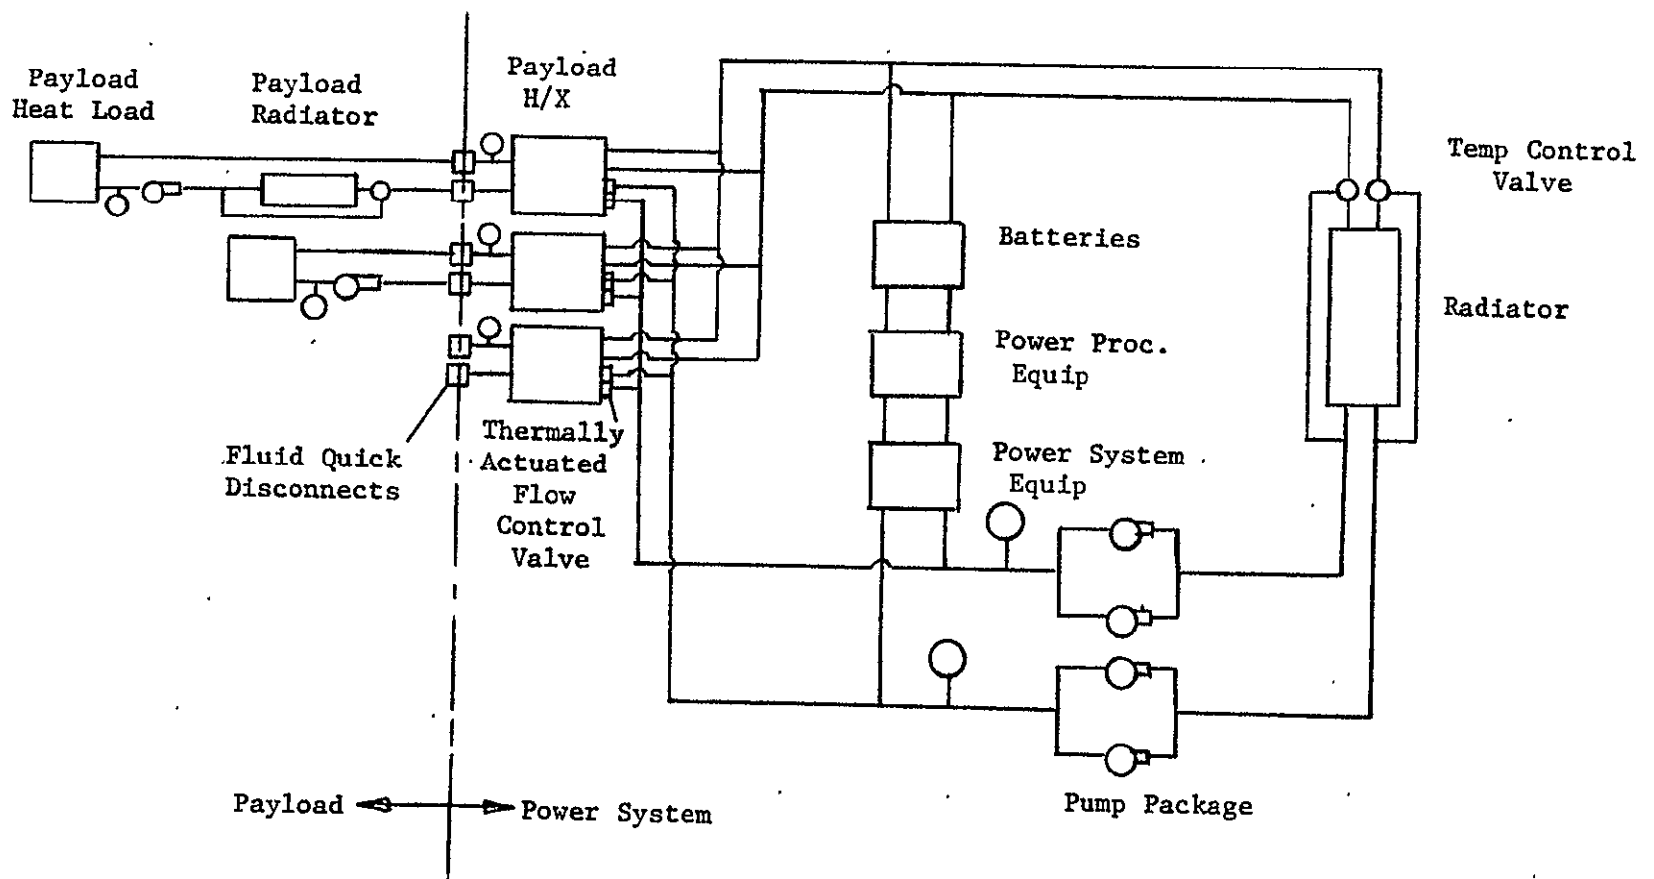 Payload
Heat Load
Payload
Radiator
Payload
H/X
Temp Control
Valve
Batteries
Radiator
Power Proc.
Equip
Fluid Quick
Disconnects
Thermally
Actuated
Flow
Control
Valve
Power System
Equip
Payload
Power System
Pump Package